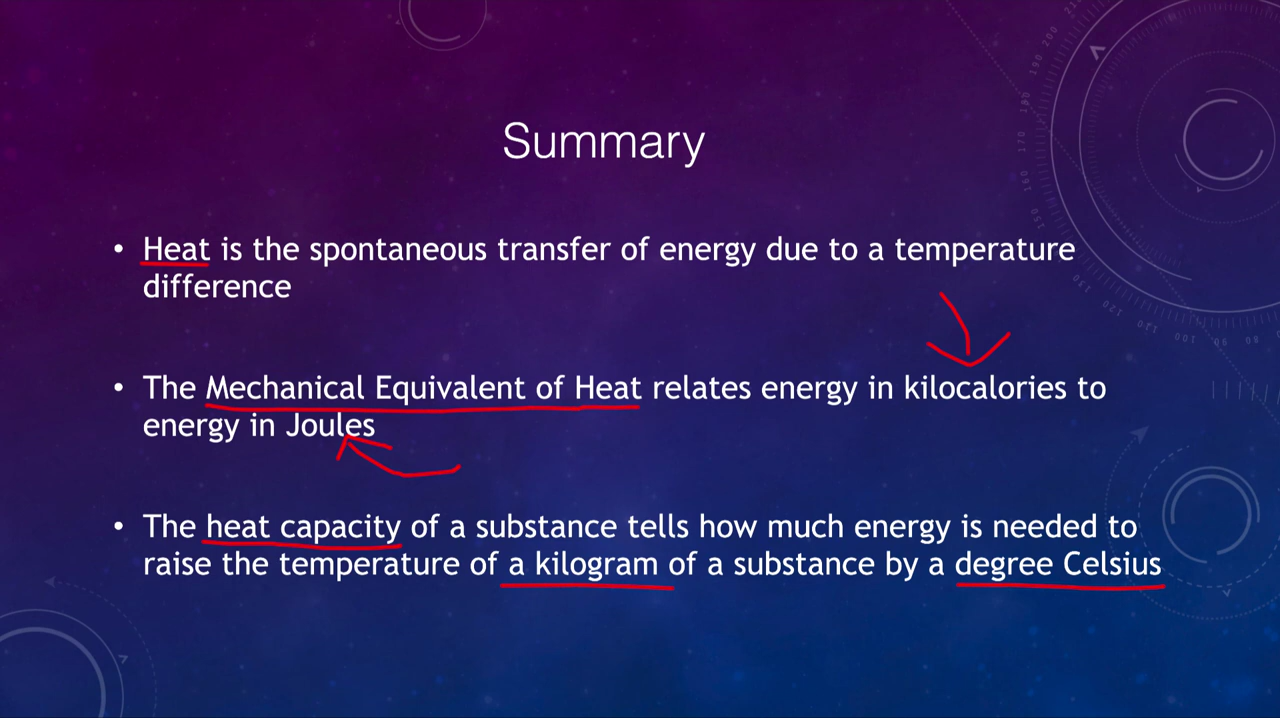 Summary
• Heat is the spontaneous transfer of energy due to a temperature
difference
• The Mechanical Equivalent of Heat relates energy in kilocalories to
energy in Joules
• The heat capacity of a substance tells how much energy is needed to
raise the temperature of a kilogram of a substance by a degree Celsius